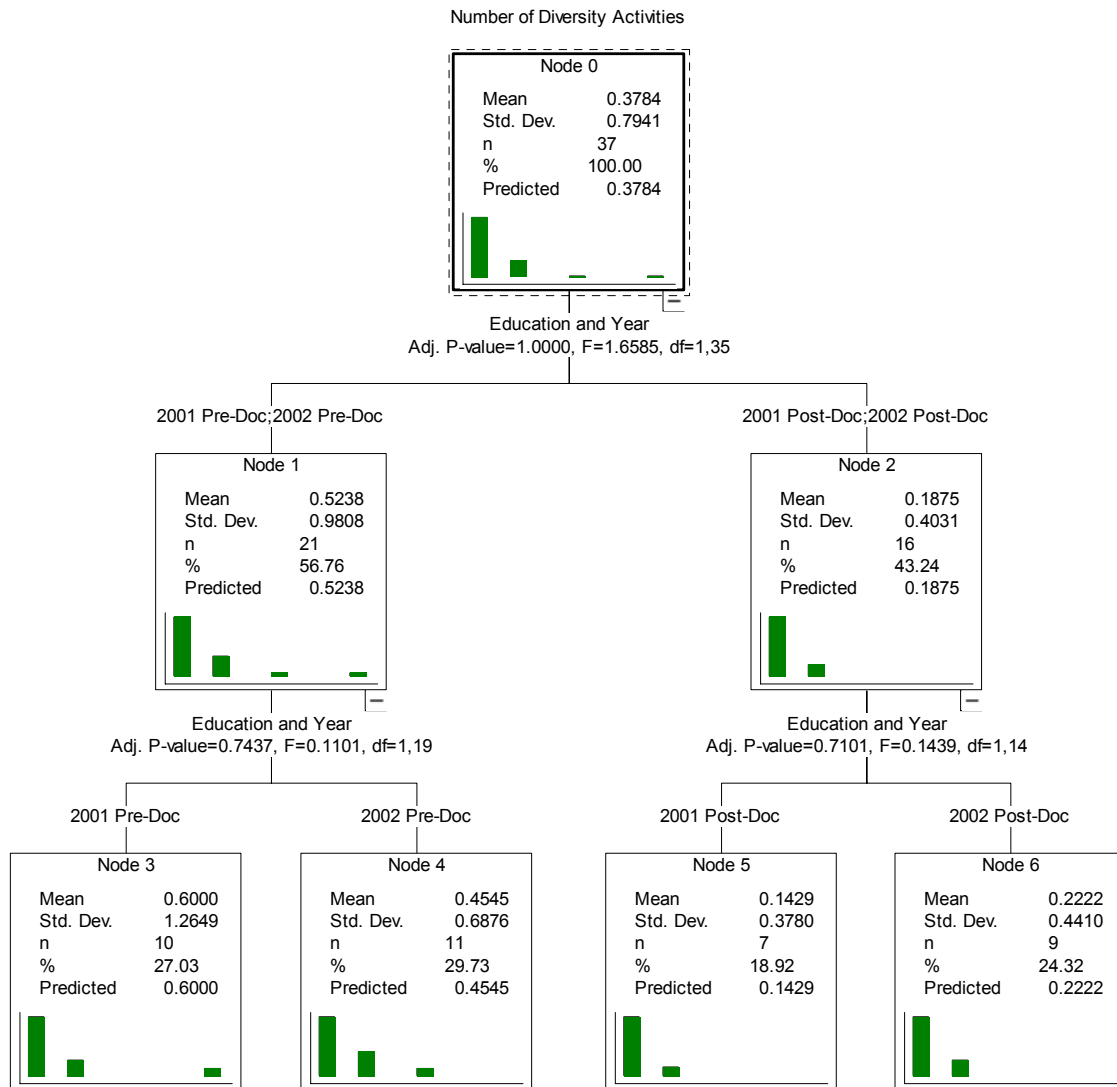 Number of Diversity Activities
Node 0
Mean 0.3784
Std. Dev. 0.7941
n 37
% 100.00
Predicted 0.3784
Education and Year
Adj. P-value=1.0000, F=1.6585, df=1,35
2001 Pre-Doc;2002 Pre-Doc
Node 1
Mean 0.5238
Std. Dev. 0.9808
n 21
% 56.76
Predicted 0.5238
Education and Year
Adj. P-value=0.7437, F=0.1101, df=1,19
2001 Post-Doc;2002 Post-Doc
Node 2
Mean 0.1875
Std. Dev. 0.4031
n 16
% 43.24
Predicted 0.1875
Education and Year
Adj. P-value=0.7101, F=0.1439, df=1,14
2001 Pre-Doc
Node 3
Mean 0.6000
Std. Dev. 1.2649
n 10
% 27.03
Predicted 0.6000
2002 Pre-Doc
Node 4
Mean 0.4545
Std. Dev. 0.6876
n 11
% 29.73
Predicted 0.4545
2001 Post-Doc
Node 5
Mean 0.1429
Std. Dev. 0.3780
n 7
% 18.92
Predicted 0.1429
2002 Post-Doc
Node 6
Mean 0.2222
Std. Dev. 0.4410
n 9
% 24.32
Predicted 0.2222